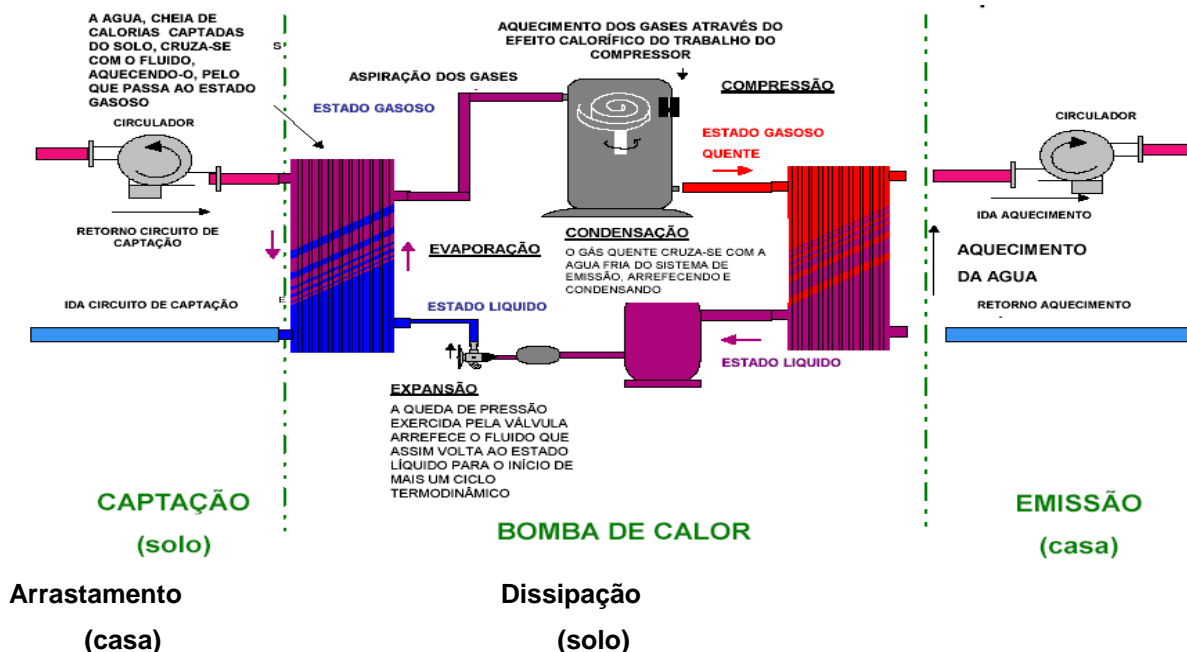 A AGUA, CHEIA DE
CALORIAS CAPTADAS
DO SOLO, CRUZA-SE
COM O FLUIDO,
AQUECENDO-O, PELO
QUE PASSA AO ESTADO
GASOSO
CIRCULADOR
RETORNO CIRCUITO DE
CAPTAÇÃO
IDA CIRCUITO DE CAPTAÇÃO
S
E
ASPIRAÇÃO DOS GASES
ESTADO GASOSO
AQUECIMENTO DOS GASES ATRAVÉS DO
EFEITO CALORÍFICO DO TRABALHO DO
COMPRESSOR
COMPRESSÃO
ESTADO GASOSO
QUENTE
EVAPORAÇÃO
CONDENSAÇÃO
O GÁS QUENTE CRUZA-SE COM A
AGUA FRIA DO SISTEMA DE
EMISSÃO, ARREFECENDO E
CONDENSANDO
ESTADO LÍQUIDO
ESTADO LIQUIDO
EXPANSÃO
A QUEDA DE PRESSÃO
EXERCIDA PELA VÁLVULA
ARREFECE O FLUIDO QUE
ASSIM VOLTA AO ESTADO
LÍQUIDO PARA O INÍCIO DE
MAIS UM CICLO
TERMODINÂMICO
CIRCULADOR
IDA AQUECIMENTO
AQUECIMENTO
DA AGUA
RETORNO AQUECIMENTO
CAPTAÇÃO
(solo)
BOMBA DE CALOR
EMISSÃO
(casa)
Arrastamento
(casa)
Dissipação
(solo)